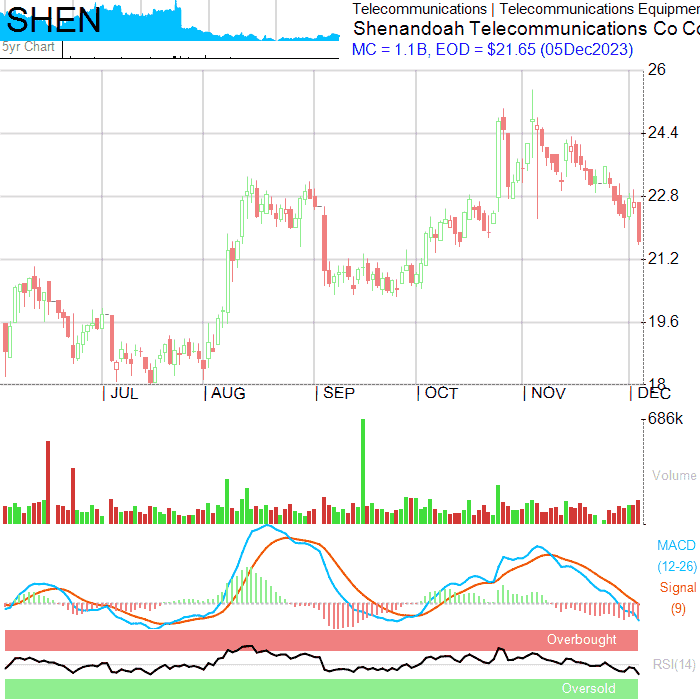 SHEN
5yr Chart
Telecommunications | Telecommunications Equipmen
Shenandoah Telecommunications Co Co
MC = 1.1B, EOD = $21.65 (05Dec2023)
26
24.4
22.8
21.2
19.6
18
| JUL | AUG | SEP | OCT | NOV | DEC
686k
Volume
MACD
(12-26)
Signal
(9)
Overbought
RSI(14)
Oversold